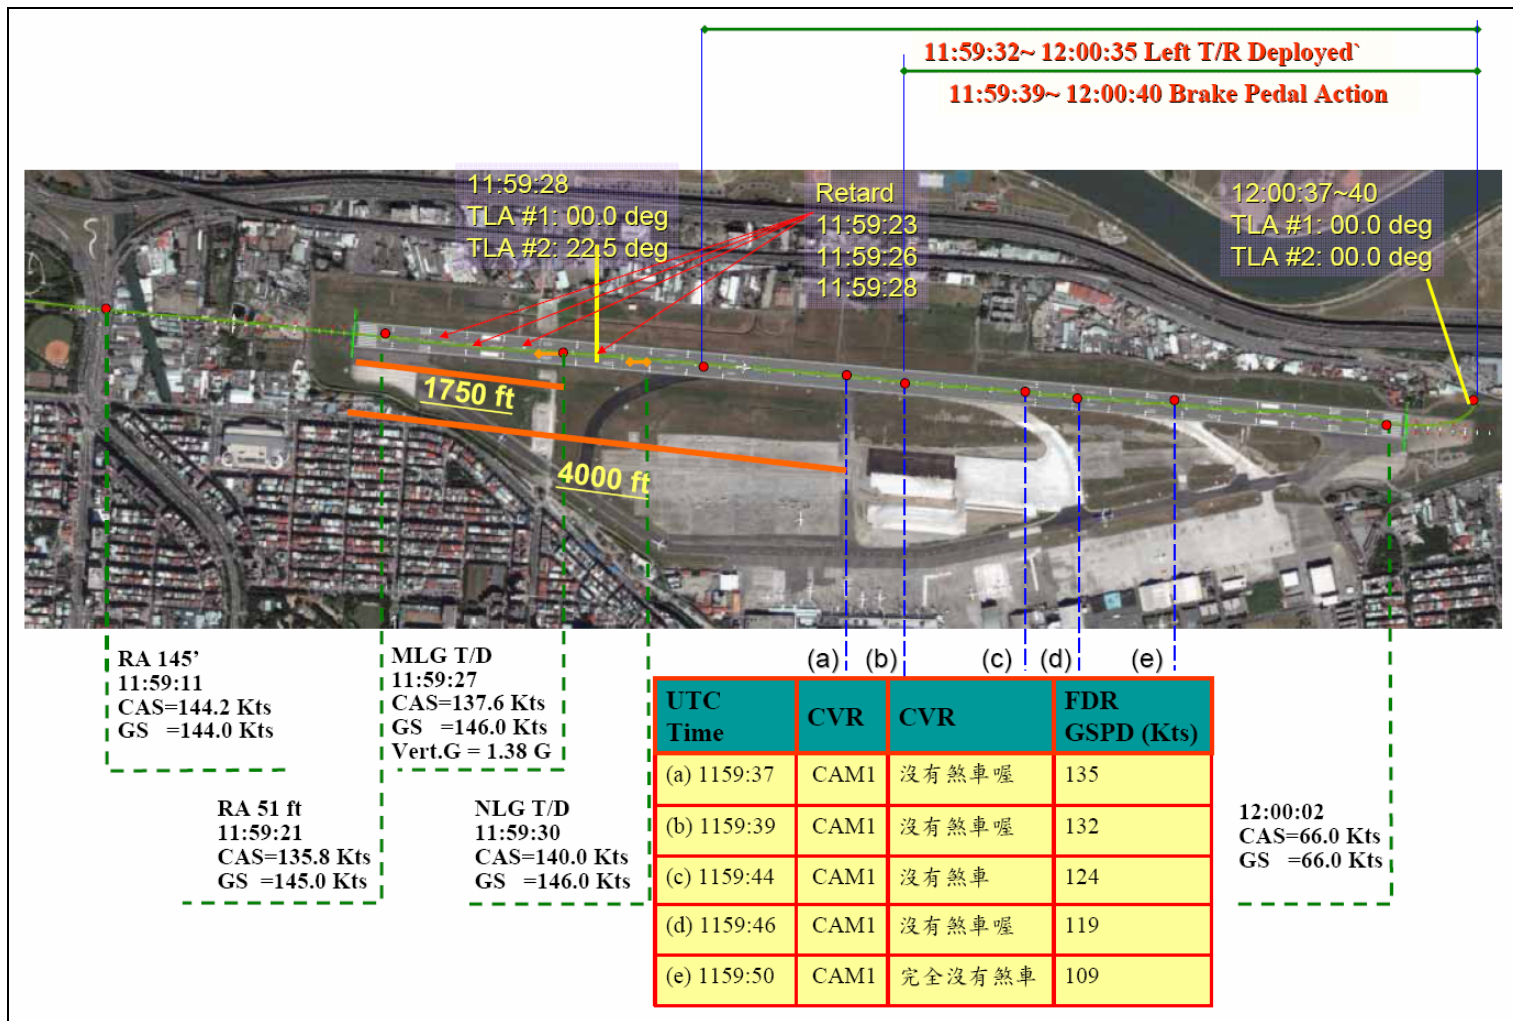 11:59:32~ 12:00:35 Left T/R Deployed`
11:59:39~ 12:00:40 Brake Pedal Action
11:59:28
TLA #1: 00.0 deg
TLA #2: 22.5 deg
Retard
11:59:23
11:59:26
11:59:28
12:00:37~40
TLA #1: 00.0 deg
TLA #2: 00.0 deg
1750 ft
4000 ft
RA 145’
11:59:11
CAS=144.2 Kts
GS =144.0 Kts
RA 51 ft
11:59:21
CAS=135.8 Kts
GS =145.0 Kts
MLG T/D
11:59:27
CAS=137.6 Kts
GS =146.0 Kts
Vert.G = 1.38 G
NLG T/D
11:59:30
CAS=140.0 Kts
GS =146.0 Kts
(a) (b) (c) (d) (e)
UTC Time CVR CVR FDR GSPD (Kts)
(a) 1159:37 CAM1 沒有煞車喔 135
(b) 1159:39 CAM1 沒有煞車喔 132
(c) 1159:44 CAM1 沒有煞車 124
(d) 1159:46 CAM1 沒有煞車喔 119
(e) 1159:50 CAM1 完全沒有煞車 109
12:00:02
CAS=66.0 Kts
GS =66.0 Kts